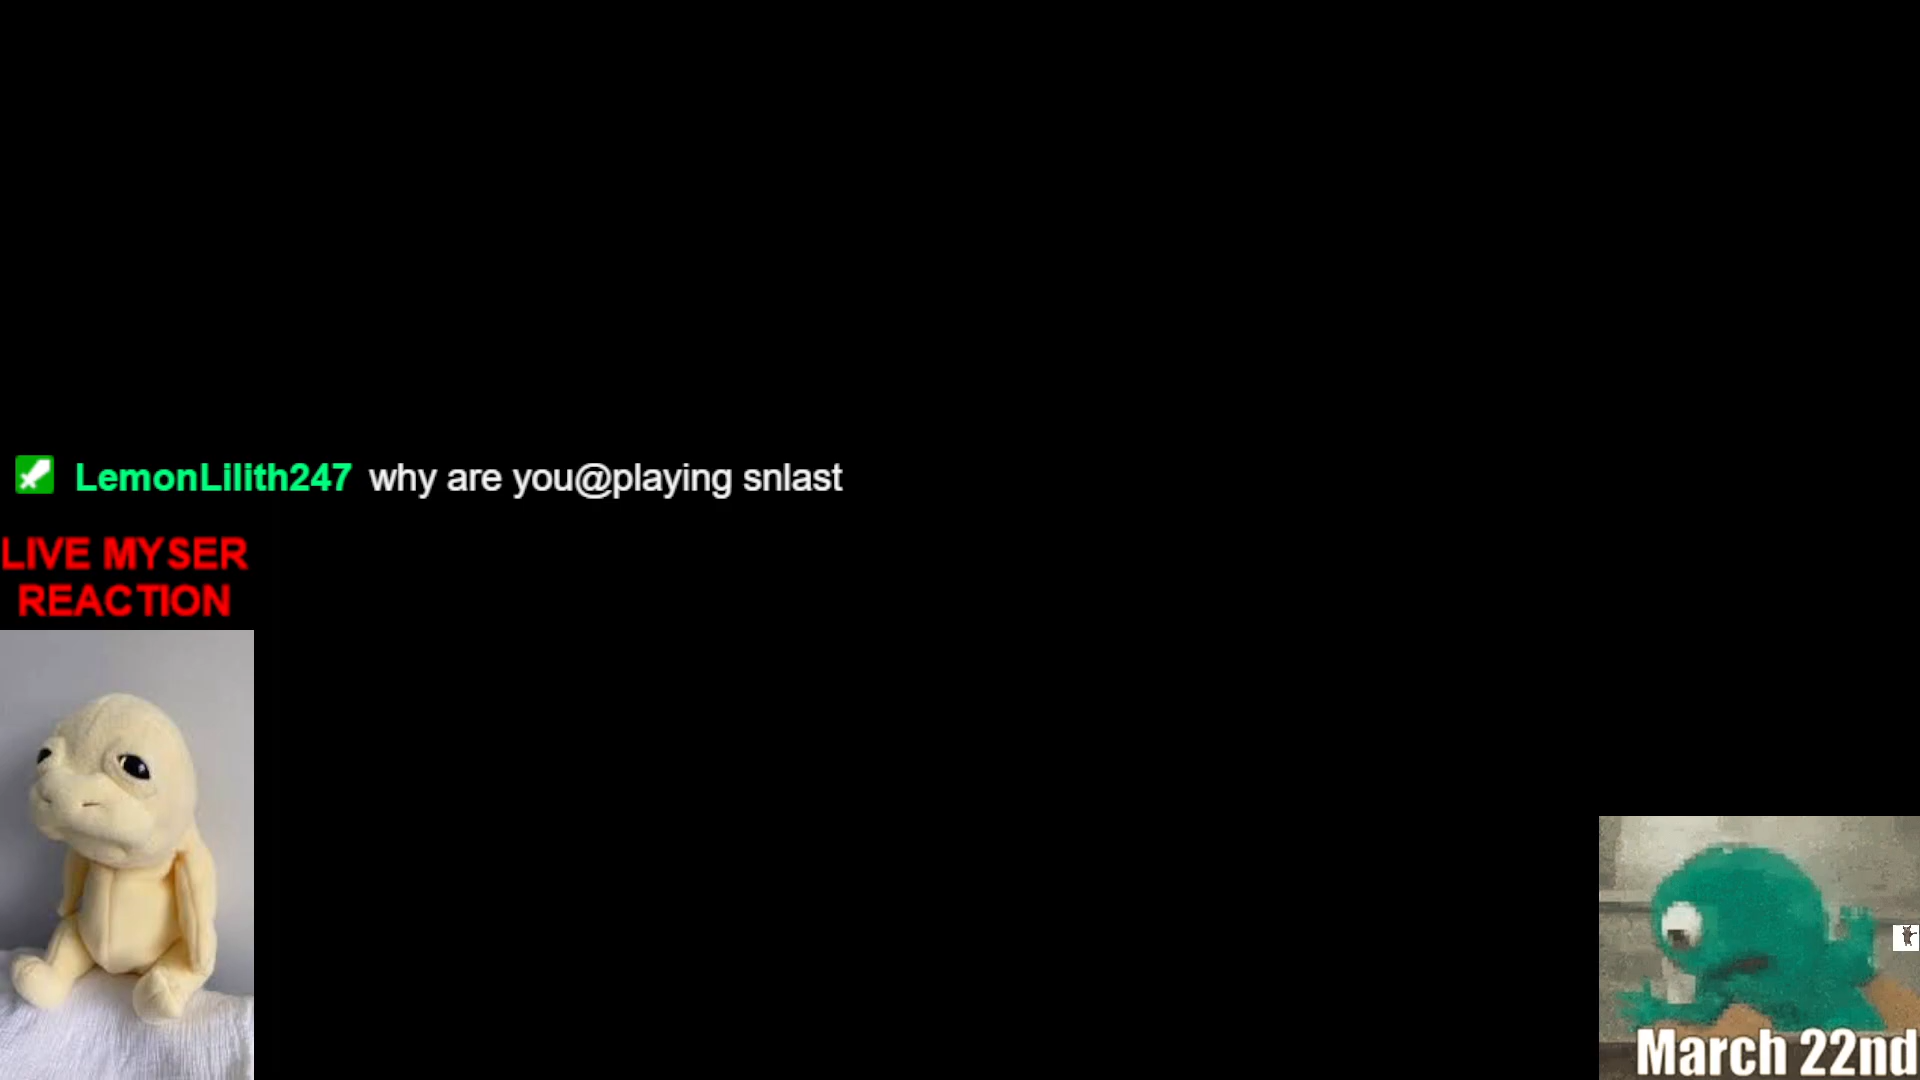 LemonLilith247 why are you@playing snlast
LIVE MYSER
REACTION
March 22nd